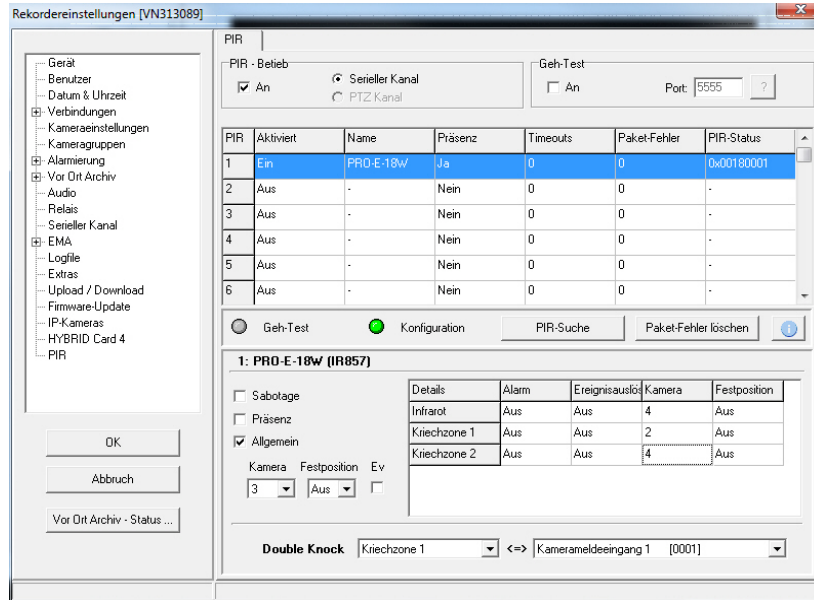 Rekordereinstellungen [VN313089]
Gerät
Benutzer
Datum & Uhrzeit
Verbindungen
Kameraeinstellungen
Kameragruppen
Alarmierung
Vor Ort Archiv
Audio
Relais
Serieller Kanal
EMA
Logfile
Extras
Upload / Download
Firmware-Update
IP-Kameras
HYBRID Card 4
PIR
OK
Abbruch
Vor Ort Archiv - Status ...
PIR
PIR - Betieb
An
Serieller Kanal
PTZ Kanal
Geh-Test
An Port: 5555 ?
PIR Aktiviert Name Präsenz Timeouts Paket-Fehler PIR-Status
1 Ein PRO-E-18W Ja 0 0 0x00180001
2 Aus - Nein 0 0 -
3 Aus - Nein 0 0 -
4 Aus - Nein 0 0 -
5 Aus - Nein 0 0 -
6 Aus - Nein 0 0 -
Geh-Test Konfiguration PIR-Suche Paket-Fehler löschen i
1: PRO-E-18W (IR857)
Sabotage
Präsenz
Allgemein
Kamera Festposition Ev
3 Aus
Details Alarm Ereignisauslös Kamera Festposition
Infrarot Aus Aus 4 Aus
Kriechzone 1 Aus Aus 2 Aus
Kriechzone 2 Aus Aus 4 Aus
Double Knock Kriechzone 1 <=> Kamerameldeeingang 1 [0001]